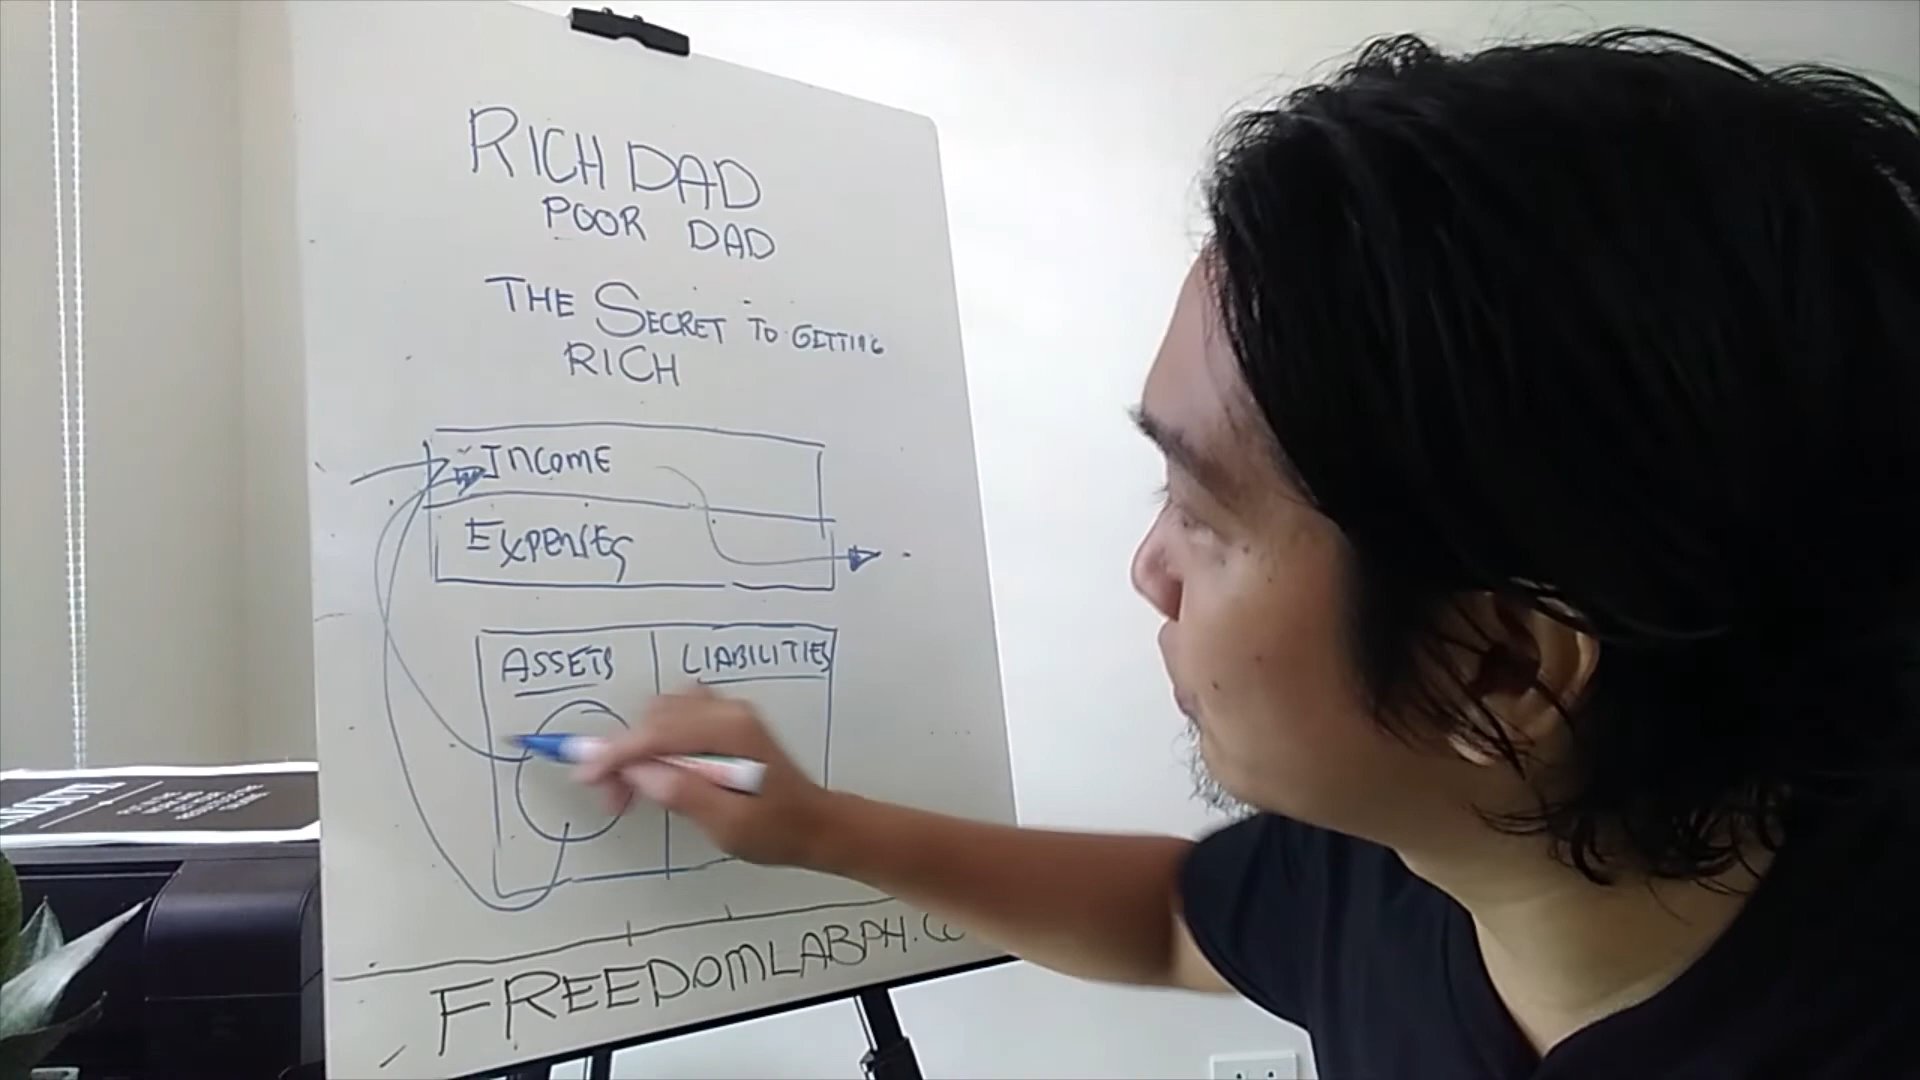 RICH DAD
POOR DAD
THE SECRET TO GETTING
RICH
INCOME
EXPENSES
ASSETS LIABILITIES
FREEDOMLABPH.CO